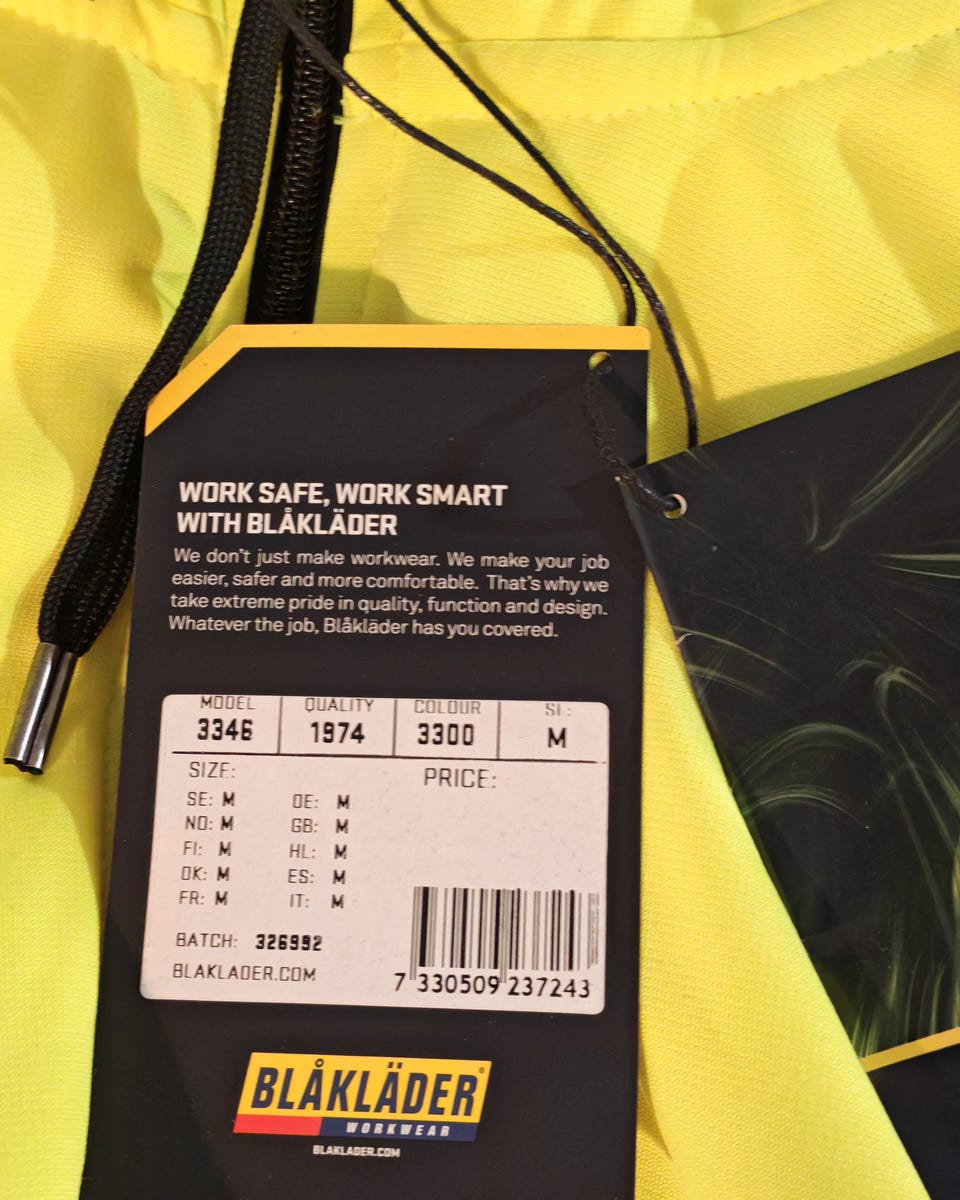 WORK SAFE, WORK SMART
WITH BLÅKLÄDER
We don't just make workwear. We make your job
easier, safer and more comfortable. That's why we
take extreme pride in quality, function and design.
Whatever the job, Blåkläder has you covered.
MODEL QUALITY COLOUR
3346 1974 3300 M
SIZE: PRICE:
SE: M DE: M
NO: M GB: M
FI: M HL: M
DK: M ES: M
FR: M IT: M
BATCH: 326992
BLAKLADER.COM
7 330509 237243
BLÅKLÄDER®
WORKWEAR
BLAKLADER.COM